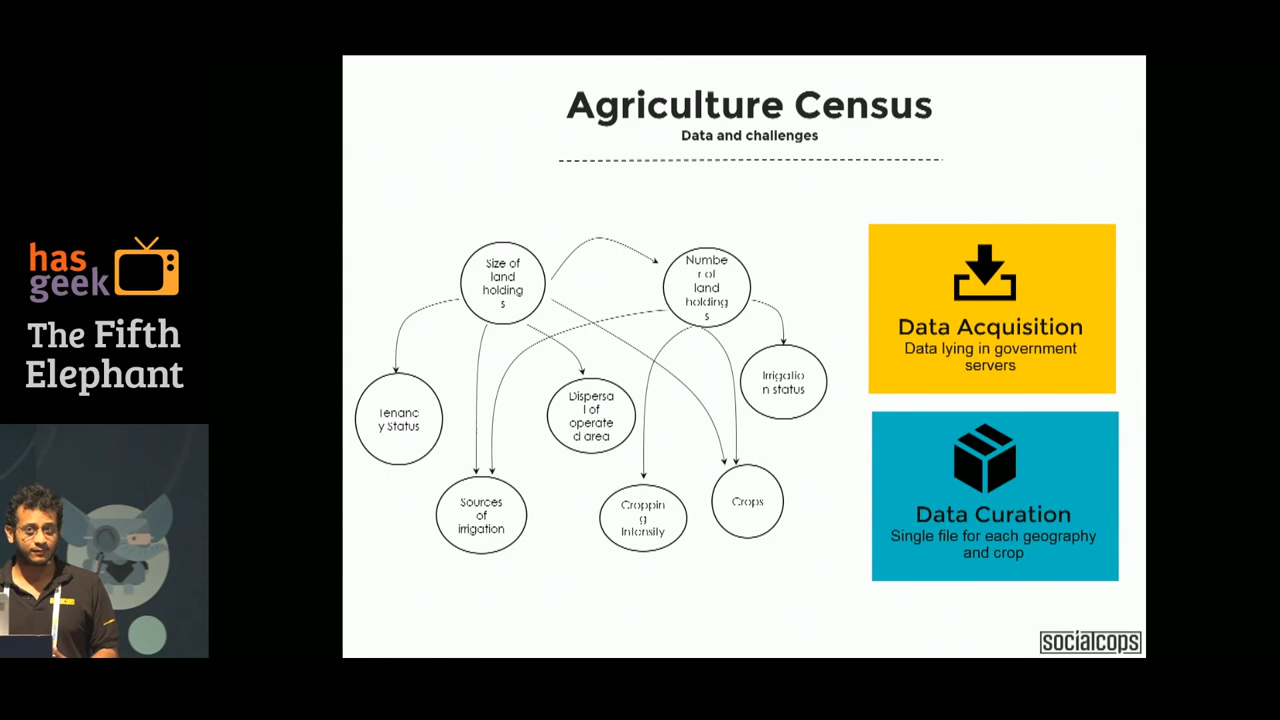 has
geek
The Fifth
Elephant
Agriculture Census
Data and challenges
Size of
land
holding
s
Numbe
r of
land
holding
s
Tenanc
y Status
Dispersa
l of
operate
d area
Irrigatio
n status
Sources
of
irrigation
Croppin
g
Intensity
Crops
Data Acquisition
Data lying in government
servers
Data Curation
Single file for each geography
and crop
socialcops